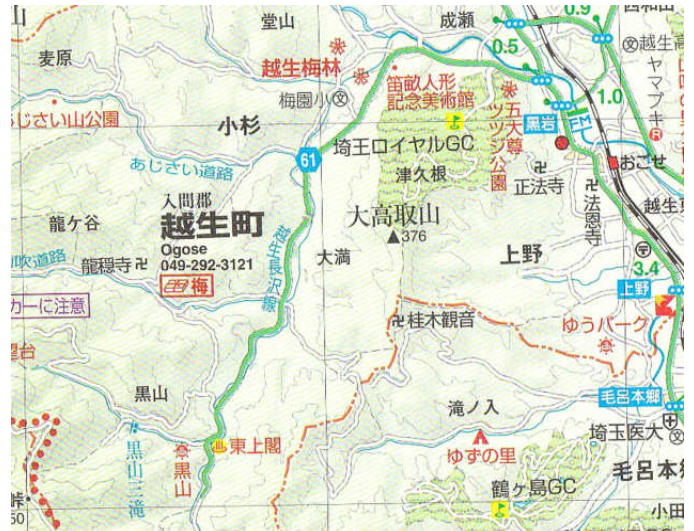 堂山
成瀬
0.9
麦原
越生梅林
0.5
梅園小
笛畝人形
記念美術館
五大尊
ツツジ公園
黒岩
1.0
ヤマブキ
じさい山公園
小杉
あじさい道路
61
埼玉ロイヤルGC
津久根
正法寺
おごせ
法恩寺
入間郡
越生町
Ogose
049-292-3121
梅
越生長沢線
龍ケ谷
吹道路
龍穏寺
大満
大高取山
376
上野
3.4
上野
カーに注意
ゆうパーク
桂木観音
望台
黒山
滝ノ入
毛呂本郷
埼玉医大
黒山三滝
黒山
東上閣
ゆずの里
鶴ヶ島GC
毛呂本
峠
50
小田